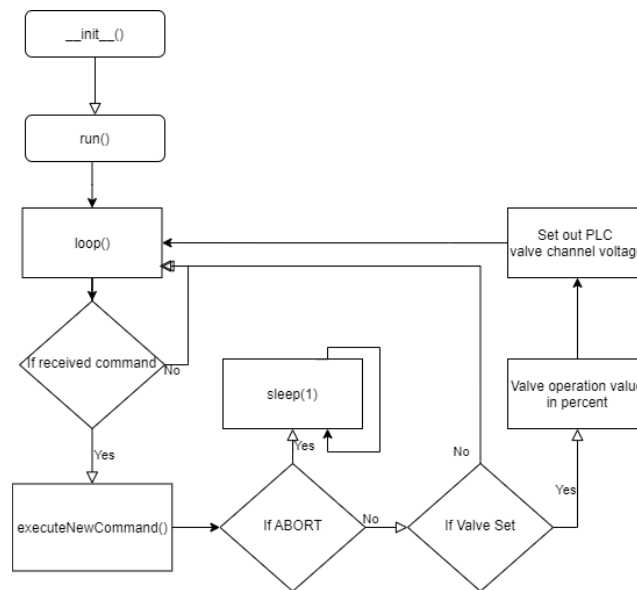 __init__()
run()
loop()
Set out PLC
valve channel voltage
If received command
No
sleep(1)
Valve operation value
in percent
Yes
Yes
No
Yes
executeNewCommand()
If ABORT
No
If Valve Set